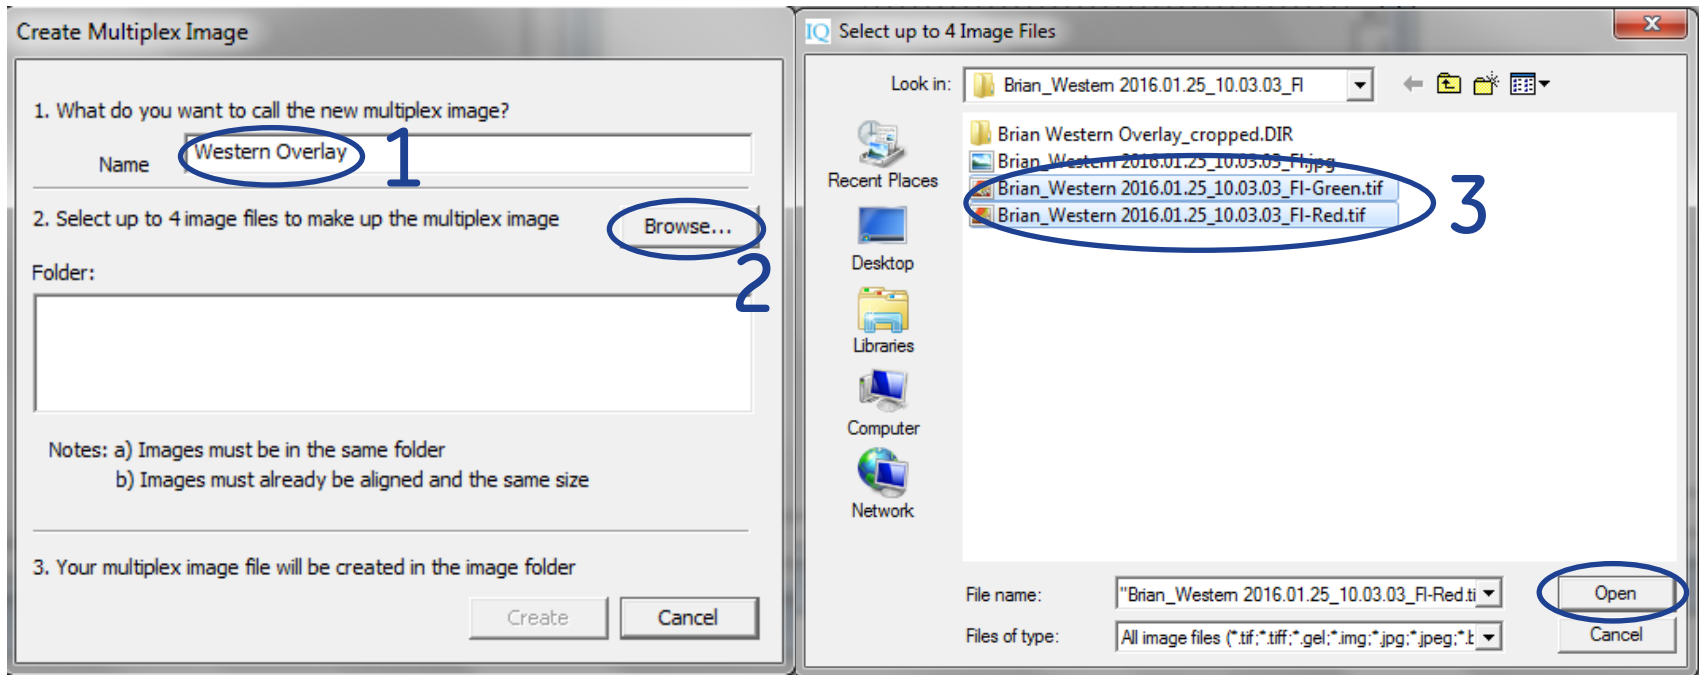 Create Multiplex Image
1. What do you want to call the new multiplex image?
Name Western Overlay 1
2. Select up to 4 image files to make up the multiplex image Browse...
2
Folder:
Notes: a) Images must be in the same folder
b) Images must already be aligned and the same size
3. Your multiplex image file will be created in the image folder
Create Cancel
IQ Select up to 4 Image Files X
Look in: Brian_Western 2016.01.25_10.03.03_Fl
Brian Western Overlay_cropped.DIR
Brian_Western 2016.01.25_10.03.03_Fl.jpg
Brian_Western 2016.01.25_10.03.03_Fl-Green.tif
Brian_Western 2016.01.25_10.03.03_Fl-Red.tif
3
Recent Places
Desktop
Libraries
Computer
Network
File name: "Brian_Western 2016.01.25_10.03.03_Fl-Red.ti Open
Files of type: All image files (*.tif;*.tiff;*.gel;*.img;*.jpg;*.jpeg;*.b Cancel